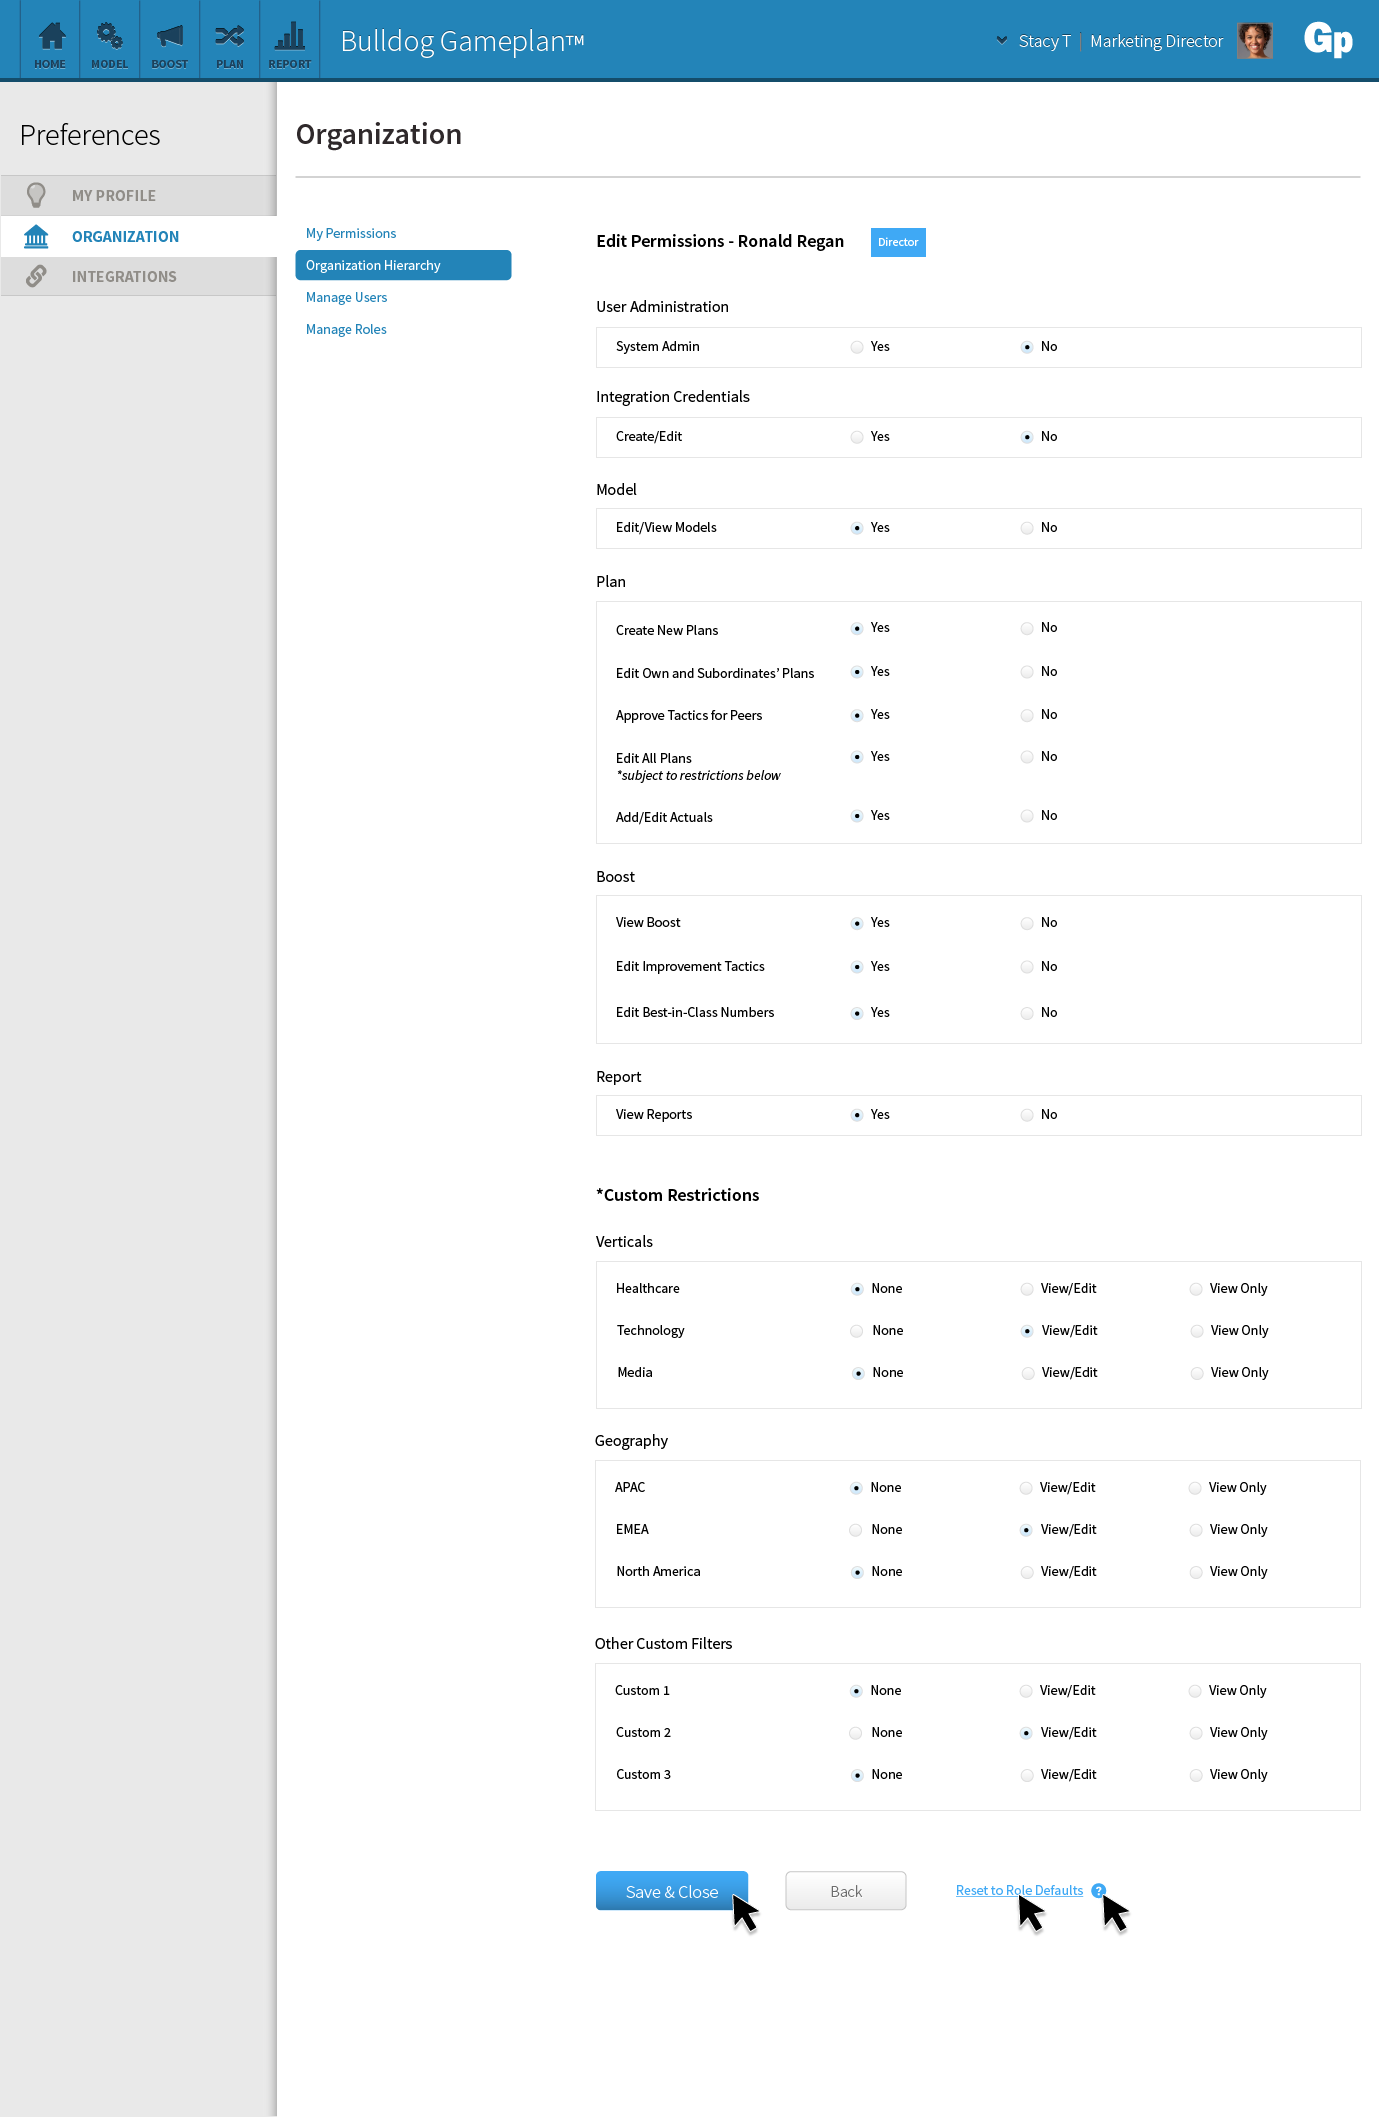 HOME
MODEL
BOOST
PLAN
REPORT
Bulldog Gameplan™
Stacy T | Marketing Director
Gp
Preferences
MY PROFILE
ORGANIZATION
INTEGRATIONS
Organization
My Permissions
Organization Hierarchy
Manage Users
Manage Roles
Edit Permissions - Ronald Regan
Director
User Administration
System Admin Yes No
Integration Credentials
Create/Edit Yes No
Model
Edit/View Models Yes No
Plan
Create New Plans Yes No
Edit Own and Subordinates’ Plans Yes No
Approve Tactics for Peers Yes No
Edit All Plans Yes No
*subject to restrictions below
Add/Edit Actuals Yes No
Boost
View Boost Yes No
Edit Improvement Tactics Yes No
Edit Best-in-Class Numbers Yes No
Report
View Reports Yes No
*Custom Restrictions
Verticals
Healthcare None View/Edit View Only
Technology None View/Edit View Only
Media None View/Edit View Only
Geography
APAC None View/Edit View Only
EMEA None View/Edit View Only
North America None View/Edit View Only
Other Custom Filters
Custom 1 None View/Edit View Only
Custom 2 None View/Edit View Only
Custom 3 None View/Edit View Only
Save & Close
Back
Reset to Role Defaults ?